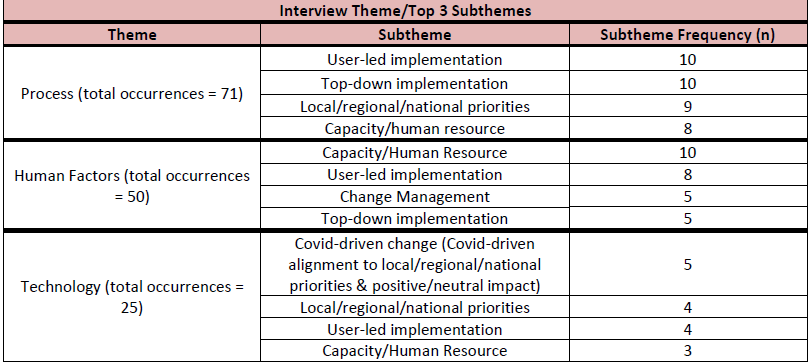 Interview Theme/Top 3 Subthemes
Theme Subtheme Subtheme Frequency (n)
Process (total occurrences = 71)
User-led implementation 10
Top-down implementation 10
Local/regional/national priorities 9
Capacity/human resource 8
Human Factors (total occurrences
= 50)
Capacity/Human Resource 10
User-led implementation 8
Change Management 5
Top-down implementation 5
Technology (total occurrences =
25)
Covid-driven change (Covid-driven
alignment to local/regional/national
priorities & positive/neutral impact)
5
Local/regional/national priorities 4
User-led implementation 4
Capacity/Human Resource 3